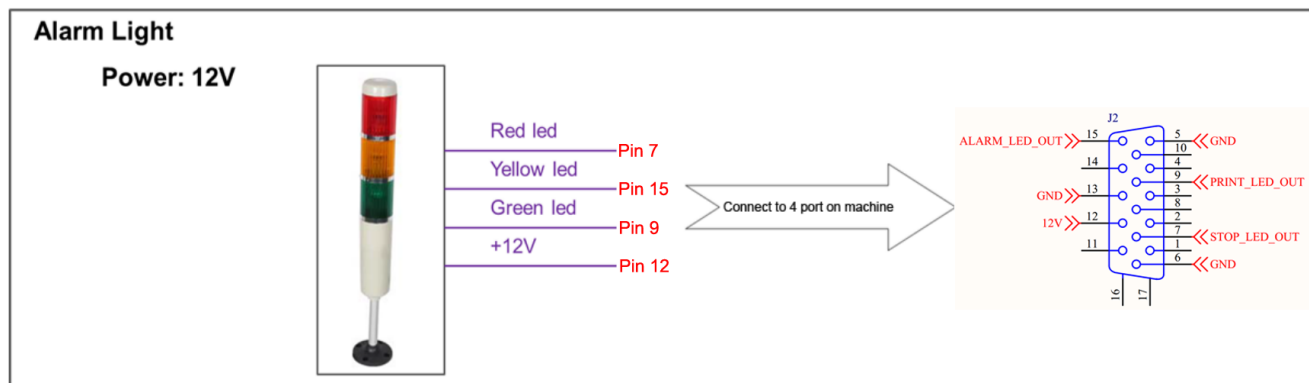 Alarm Light
Power: 12V
Red led
Pin 7
Yellow led
Pin 15
Green led
Pin 9
+12V
Pin 12
Connect to 4 port on machine
J2
ALARM_LED_OUT 15
5 GND
10
14
4
9 PRINT_LED_OUT
GND 13
3
8
12V 12
2
7 STOP_LED_OUT
11
1
6 GND
16
17